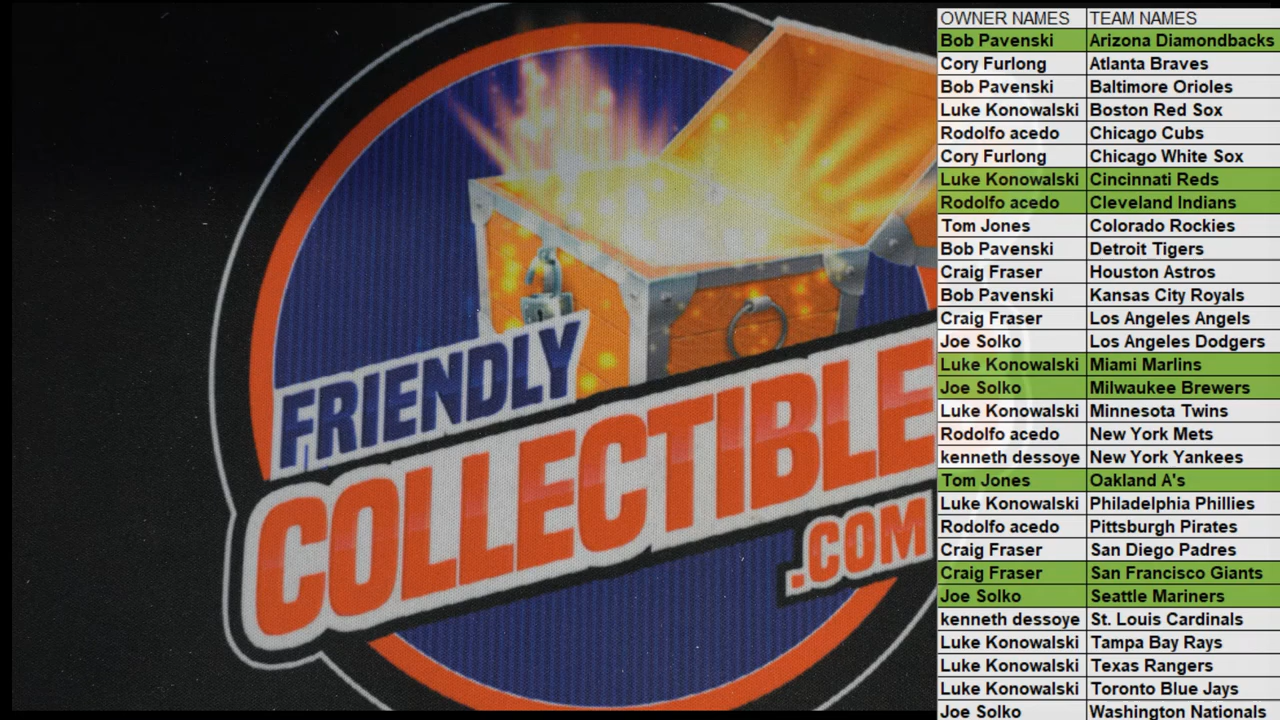 FRIENDLY
COLLECTIBLE
.COM
OWNER NAMES TEAM NAMES
Bob Pavenski Arizona Diamondbacks
Cory Furlong Atlanta Braves
Bob Pavenski Baltimore Orioles
Luke Konowalski Boston Red Sox
Rodolfo acedo Chicago Cubs
Cory Furlong Chicago White Sox
Luke Konowalski Cincinnati Reds
Rodolfo acedo Cleveland Indians
Tom Jones Colorado Rockies
Bob Pavenski Detroit Tigers
Craig Fraser Houston Astros
Bob Pavenski Kansas City Royals
Craig Fraser Los Angeles Angels
Joe Solko Los Angeles Dodgers
Luke Konowalski Miami Marlins
Joe Solko Milwaukee Brewers
Luke Konowalski Minnesota Twins
Rodolfo acedo New York Mets
kenneth dessoye New York Yankees
Tom Jones Oakland A's
Luke Konowalski Philadelphia Phillies
Rodolfo acedo Pittsburgh Pirates
Craig Fraser San Diego Padres
Craig Fraser San Francisco Giants
Joe Solko Seattle Mariners
kenneth dessoye St. Louis Cardinals
Luke Konowalski Tampa Bay Rays
Luke Konowalski Texas Rangers
Luke Konowalski Toronto Blue Jays
Joe Solko Washington Nationals